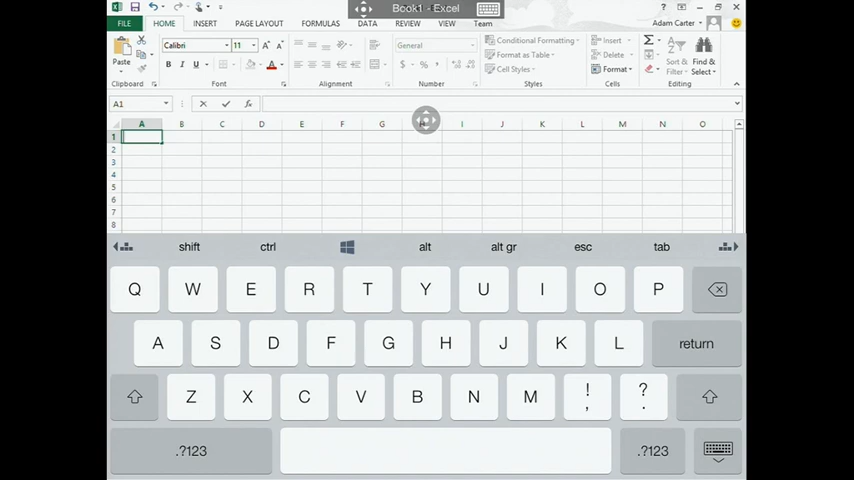 Book1 - Excel
FILE HOME INSERT PAGE LAYOUT FORMULAS DATA REVIEW VIEW Team Adam Carter
Calibri 11 General Conditional Formatting Insert Σ
Format as Table Delete
Paste B I U A $ % , Cell Styles Format Sort & Filter Find & Select
Clipboard Font Alignment Number Styles Cells Editing
A1 fx
A B C D E F G H I J K L M N O
1
2
3
4
5
6
7
8
shift ctrl alt alt gr esc tab
Q W E R T Y U I O P
A S D F G H J K L return
Z X C V B N M ! , ? .
.?123 .?123